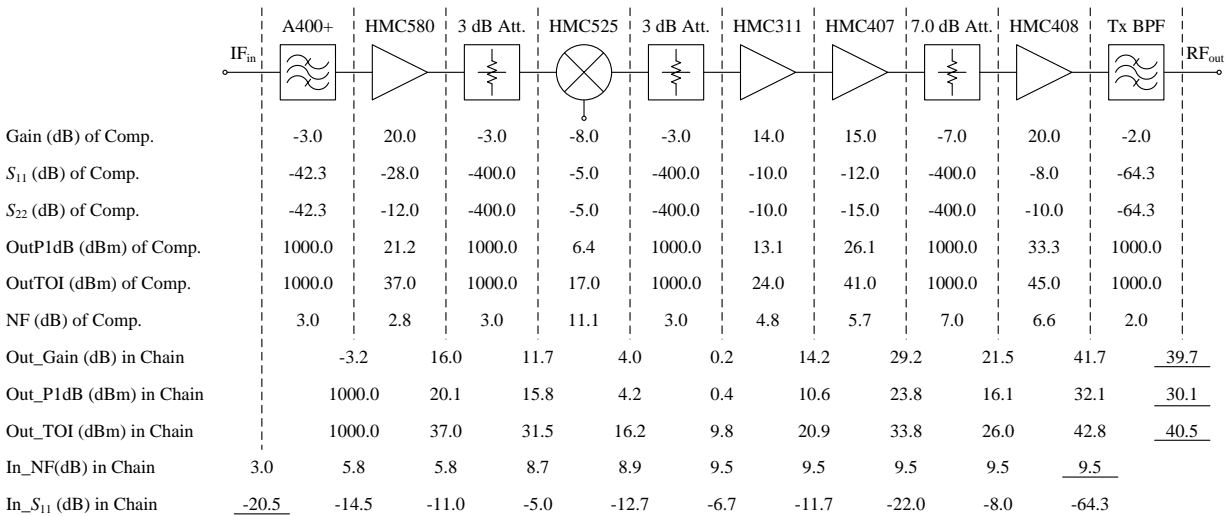 A400+ HMC580 3 dB Att. HMC525 3 dB Att. HMC311 HMC407 7.0 dB Att. HMC408 Tx BPF
IFin RFout
Gain (dB) of Comp. -3.0 20.0 -3.0 -8.0 -3.0 14.0 15.0 -7.0 20.0 -2.0
S11 (dB) of Comp. -42.3 -28.0 -400.0 -5.0 -400.0 -10.0 -12.0 -400.0 -8.0 -64.3
S22 (dB) of Comp. -42.3 -12.0 -400.0 -5.0 -400.0 -10.0 -15.0 -400.0 -10.0 -64.3
OutP1dB (dBm) of Comp. 1000.0 21.2 1000.0 6.4 1000.0 13.1 26.1 1000.0 33.3 1000.0
OutTOI (dBm) of Comp. 1000.0 37.0 1000.0 17.0 1000.0 24.0 41.0 1000.0 45.0 1000.0
NF (dB) of Comp. 3.0 2.8 3.0 11.1 3.0 4.8 5.7 7.0 6.6 2.0
Out_Gain (dB) in Chain -3.2 16.0 11.7 4.0 0.2 14.2 29.2 21.5 41.7 39.7
Out_P1dB (dBm) in Chain 1000.0 20.1 15.8 4.2 0.4 10.6 23.8 16.1 32.1 30.1
Out_TOI (dBm) in Chain 1000.0 37.0 31.5 16.2 9.8 20.9 33.8 26.0 42.8 40.5
In_NF(dB) in Chain 3.0 5.8 5.8 8.7 8.9 9.5 9.5 9.5 9.5 9.5
In_S11 (dB) in Chain -20.5 -14.5 -11.0 -5.0 -12.7 -6.7 -11.7 -22.0 -8.0 -64.3